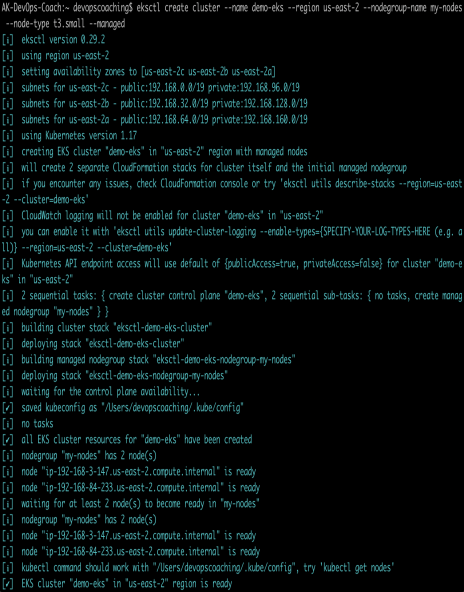 AK-DevOps-Coach:~ devopscoaching$ eksctl create cluster --name demo-eks --region us-east-2 --nodegroup-name my-nodes
--node-type t3.small --managed
[ℹ]  eksctl version 0.29.2
[ℹ]  using region us-east-2
[ℹ]  setting availability zones to [us-east-2c us-east-2b us-east-2a]
[ℹ]  subnets for us-east-2c - public:192.168.0.0/19 private:192.168.96.0/19
[ℹ]  subnets for us-east-2b - public:192.168.32.0/19 private:192.168.128.0/19
[ℹ]  subnets for us-east-2a - public:192.168.64.0/19 private:192.168.160.0/19
[ℹ]  using Kubernetes version 1.17
[ℹ]  creating EKS cluster "demo-eks" in "us-east-2" region with managed nodes
[ℹ]  will create 2 separate CloudFormation stacks for cluster itself and the initial managed nodegroup
[ℹ]  if you encounter any issues, check CloudFormation console or try 'eksctl utils describe-stacks --region=us-east
-2 --cluster=demo-eks'
[ℹ]  CloudWatch logging will not be enabled for cluster "demo-eks" in "us-east-2"
[ℹ]  you can enable it with 'eksctl utils update-cluster-logging --enable-types={SPECIFY-YOUR-LOG-TYPES-HERE (e.g. a
ll)} --region=us-east-2 --cluster=demo-eks'
[ℹ]  Kubernetes API endpoint access will use default of {publicAccess=true, privateAccess=false} for cluster "demo-e
ks" in "us-east-2"
[ℹ]  2 sequential tasks: { create cluster control plane "demo-eks", 2 sequential sub-tasks: { no tasks, create manag
ed nodegroup "my-nodes" } }
[ℹ]  building cluster stack "eksctl-demo-eks-cluster"
[ℹ]  deploying stack "eksctl-demo-eks-cluster"
[ℹ]  building managed nodegroup stack "eksctl-demo-eks-nodegroup-my-nodes"
[ℹ]  deploying stack "eksctl-demo-eks-nodegroup-my-nodes"
[ℹ]  waiting for the control plane availability...
[✔]  saved kubeconfig as "/Users/devopscoaching/.kube/config"
[ℹ]  no tasks
[✔]  all EKS cluster resources for "demo-eks" have been created
[ℹ]  nodegroup "my-nodes" has 2 node(s)
[ℹ]  node "ip-192-168-3-147.us-east-2.compute.internal" is ready
[ℹ]  node "ip-192-168-84-233.us-east-2.compute.internal" is ready
[ℹ]  waiting for at least 2 node(s) to become ready in "my-nodes"
[ℹ]  nodegroup "my-nodes" has 2 node(s)
[ℹ]  node "ip-192-168-3-147.us-east-2.compute.internal" is ready
[ℹ]  node "ip-192-168-84-233.us-east-2.compute.internal" is ready
[ℹ]  kubectl command should work with "/Users/devopscoaching/.kube/config", try 'kubectl get nodes'
[✔]  EKS cluster "demo-eks" in "us-east-2" region is ready